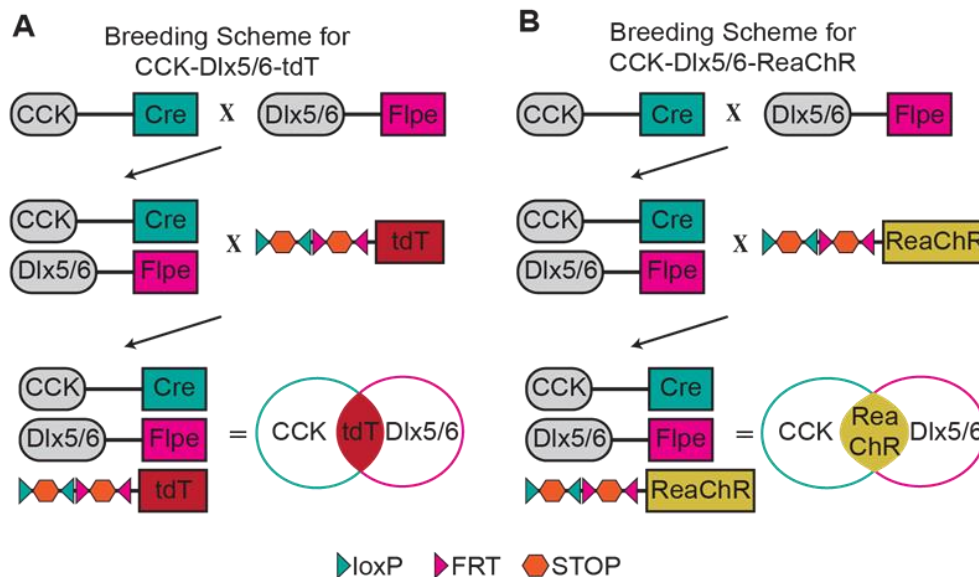 A
Breeding Scheme for
CCK-Dlx5/6-tdT
CCK Cre X Dlx5/6 Flpe
CCK Cre
X tdT
Dlx5/6 Flpe
CCK Cre
Dlx5/6 Flpe = CCK tdT Dlx5/6
tdT
B
Breeding Scheme for
CCK-Dlx5/6-ReaChR
CCK Cre X Dlx5/6 Flpe
CCK Cre
X ReaChR
Dlx5/6 Flpe
CCK Cre
Dlx5/6 Flpe = CCK Rea Dlx5/6
ChR
ReaChR
loxP FRT STOP